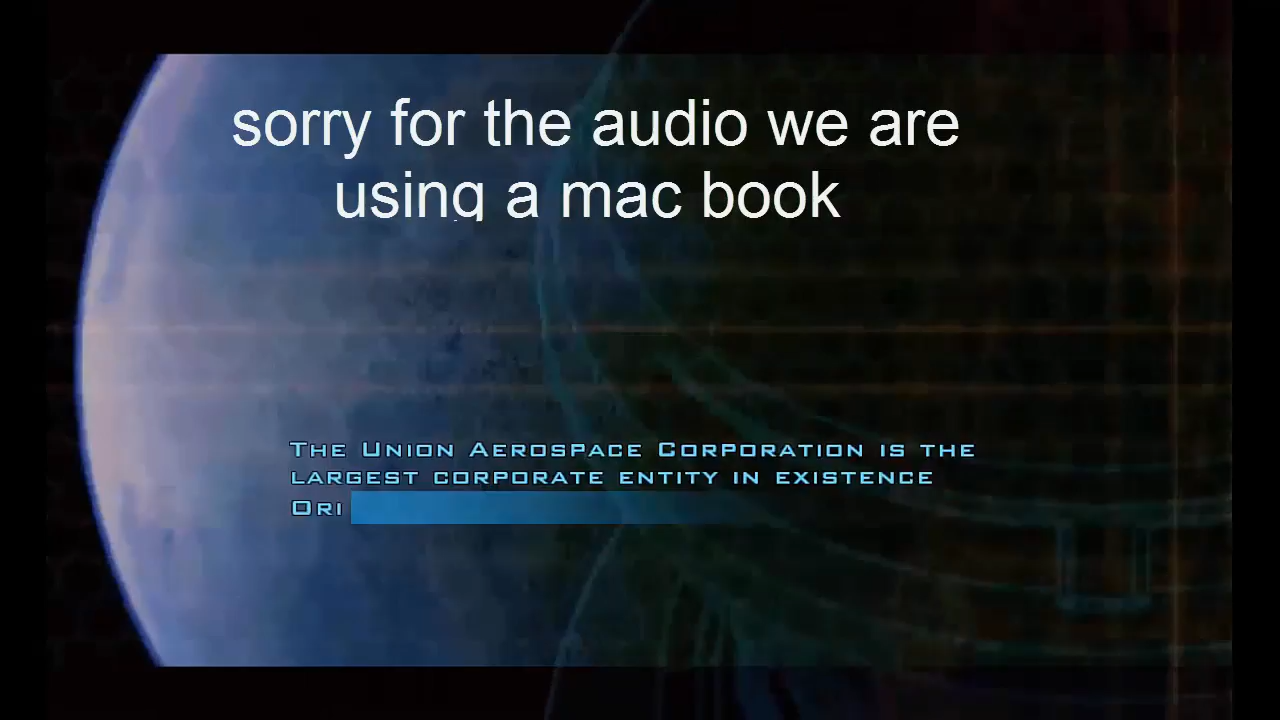 sorry for the audio we are
using a mac book
The Union Aerospace Corporation is the
largest corporate entity in existence
Ori